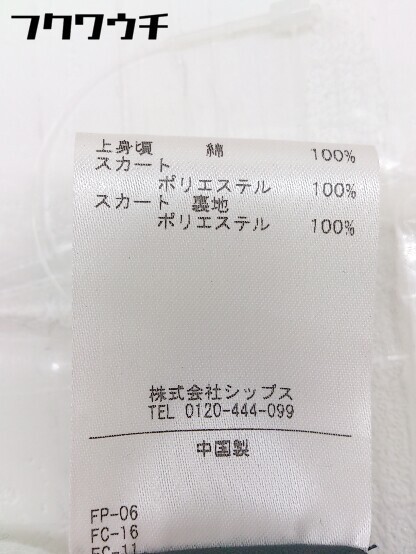 フクワウチ
上身頃 綿 100%
スカート
ポリエステル 100%
スカート 裏地
ポリエステル 100%
株式会社シップス
TEL 0120-444-099
中国製
FP-06
FC-16
FC-11